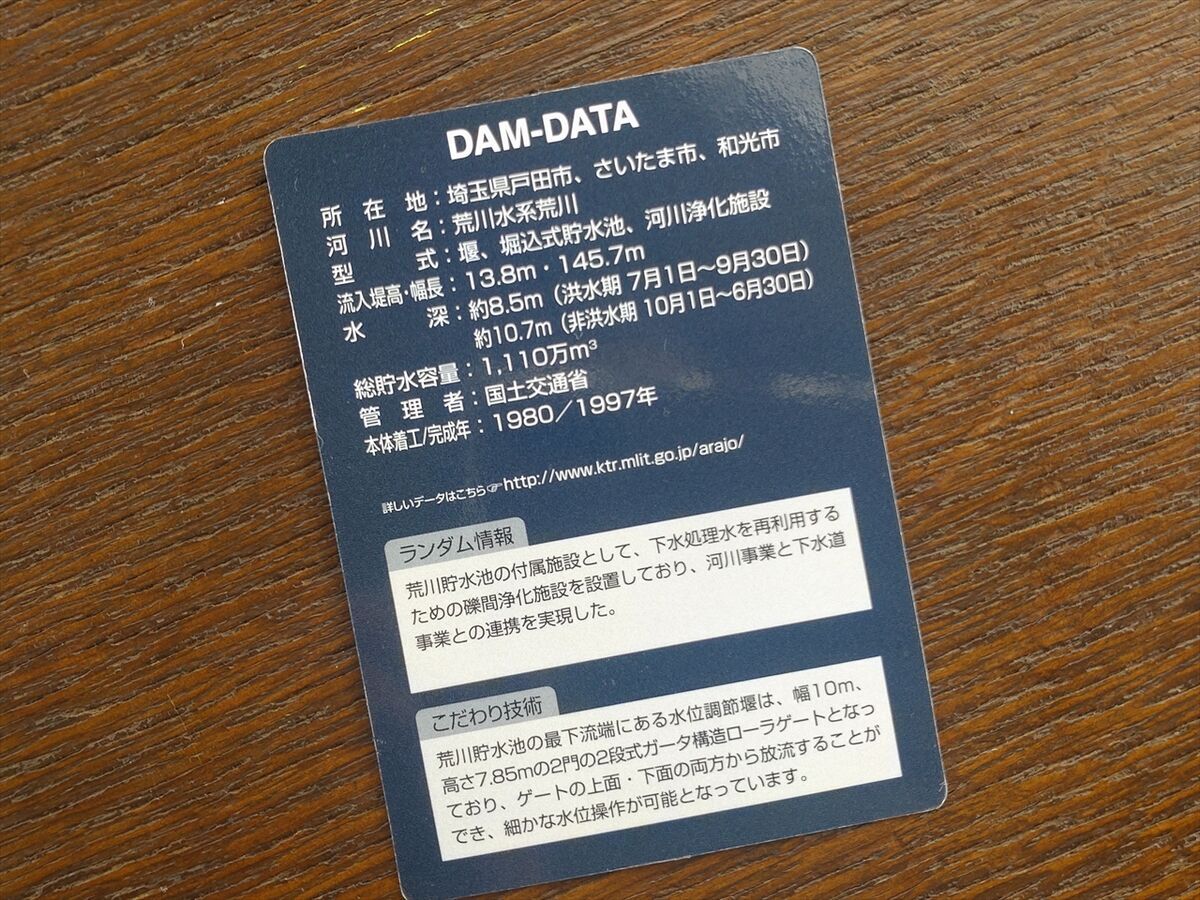 DAM-DATA
所在地：埼玉県戸田市、さいたま市、和光市
河川名：荒川水系荒川
型式：堰、堀込式貯水池、河川浄化施設
流入堤高・幅長：13.8m・145.7m
水深：約8.5m（洪水期 7月1日～9月30日）
約10.7m（非洪水期 10月1日～6月30日）
総貯水容量：1,110万m³
管理者：国土交通省
本体着工/完成年：1980／1997年
詳しいデータはこちら☞http://www.ktr.mlit.go.jp/arajo/
ランダム情報
荒川貯水池の付属施設として、下水処理水を再利用する
ための礫間浄化施設を設置しており、河川事業と下水道
事業との連携を実現した。
こだわり技術
荒川貯水池の最下流端にある水位調節堰は、幅10m、
高さ7.85mの2門の2段式ガータ構造ローラゲートとなっ
ており、ゲートの上面・下面の両方から放流することが
でき、細かな水位操作が可能となっています。